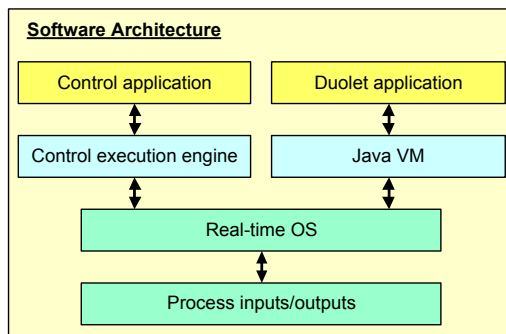 Software Architecture
Control application
Duolet application
Control execution engine
Java VM
Real-time OS
Process inputs/outputs